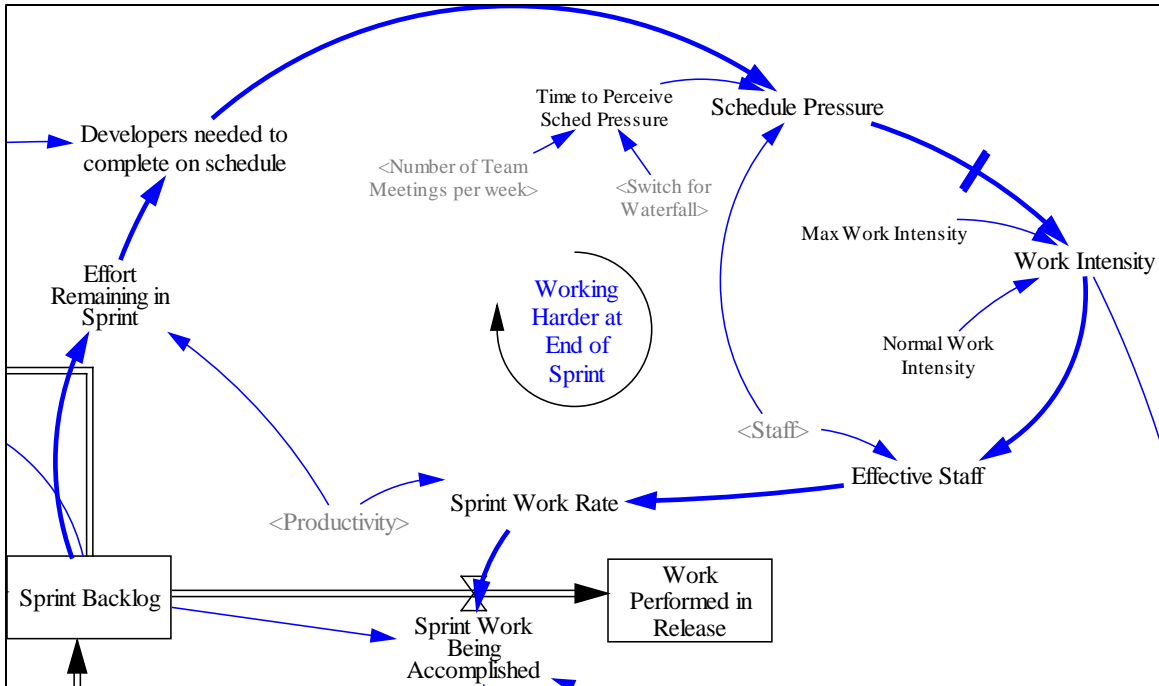 Time to Perceive
Sched Pressure
Schedule Pressure
Developers needed to
complete on schedule
<Number of Team
Meetings per week>
<Switch for
Waterfall>
Max Work Intensity
Work Intensity
Effort
Remaining in
Sprint
Working
Harder at
End of
Sprint
Normal Work
Intensity
<Staff>
Effective Staff
Sprint Work Rate
<Productivity>
Sprint Backlog
Work
Performed in
Release
Sprint Work
Being
Accomplished